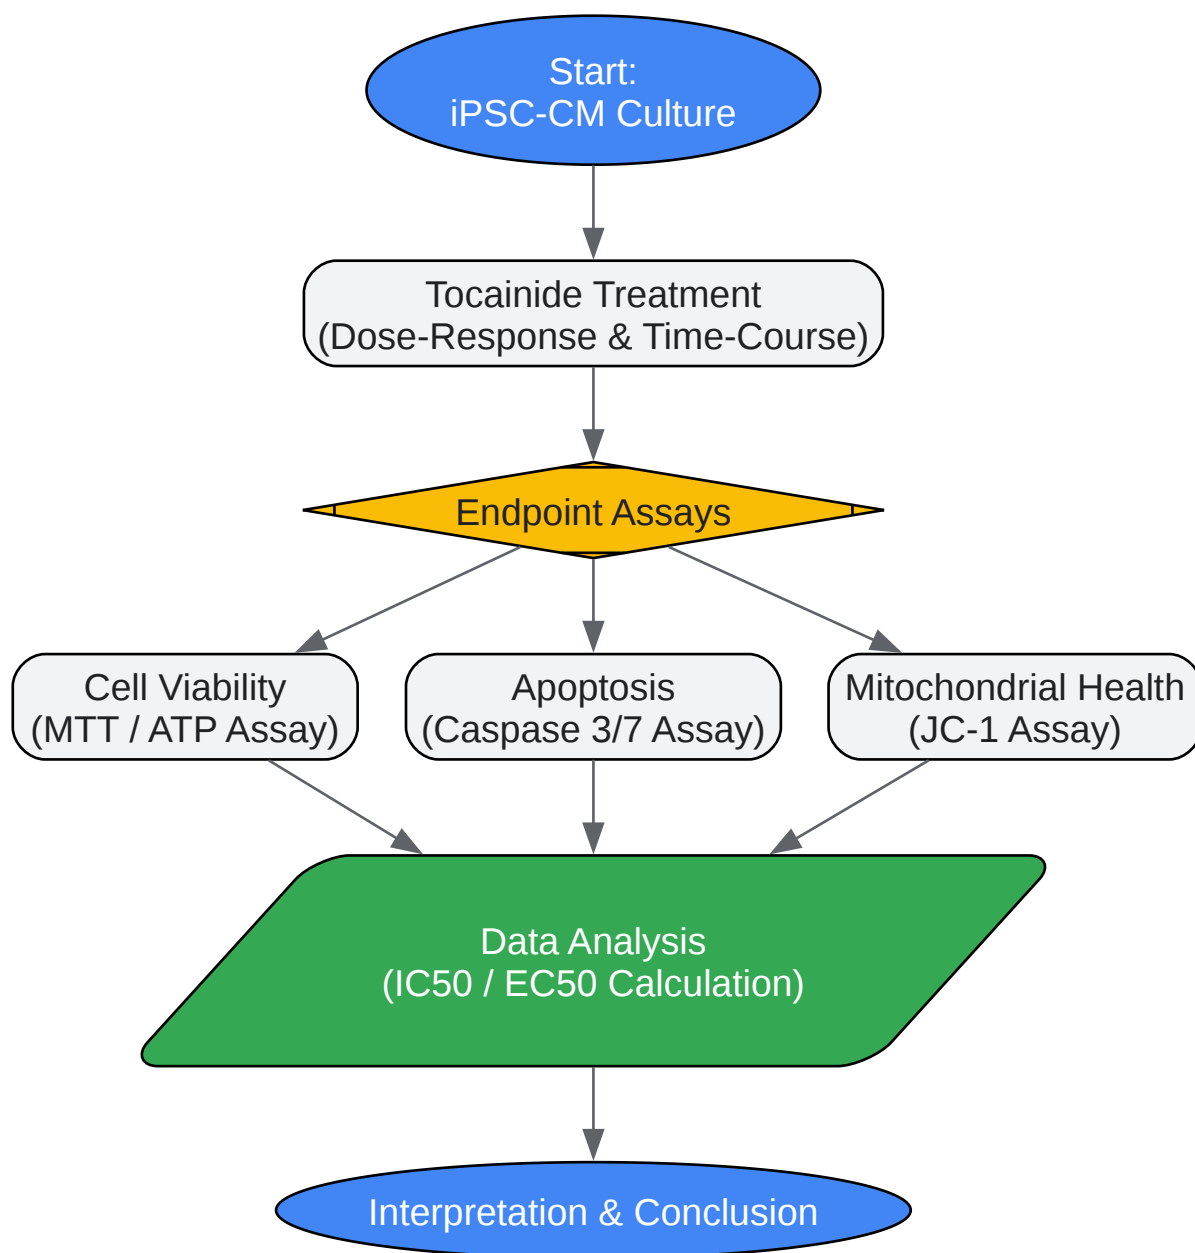 Start:
iPSC-CM Culture
Tocainide Treatment
(Dose-Response & Time-Course)
Endpoint Assays
Cell Viability
(MTT / ATP Assay)
Apoptosis
(Caspase 3/7 Assay)
Mitochondrial Health
(JC-1 Assay)
Data Analysis
(IC50 / EC50 Calculation)
Interpretation & Conclusion